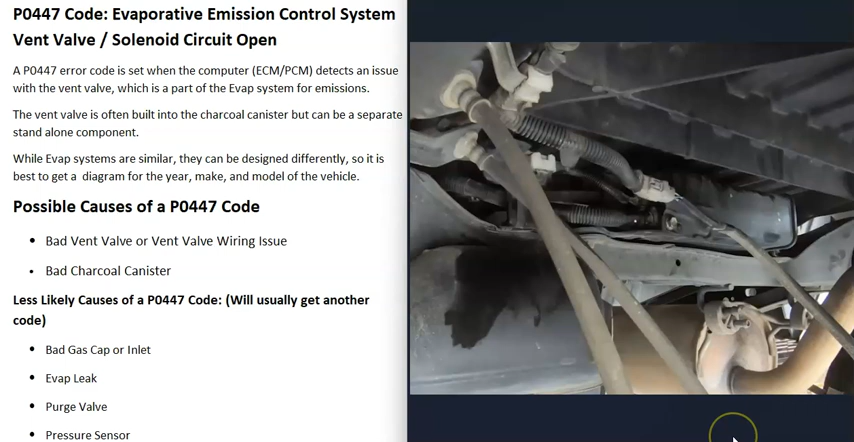 P0447 Code: Evaporative Emission Control System
Vent Valve / Solenoid Circuit Open
A P0447 error code is set when the computer (ECM/PCM) detects an issue
with the vent valve, which is a part of the Evap system for emissions.
The vent valve is often built into the charcoal canister but can be a separate
stand alone component.
While Evap systems are similar, they can be designed differently, so it is
best to get a diagram for the year, make, and model of the vehicle.
Possible Causes of a P0447 Code
• Bad Vent Valve or Vent Valve Wiring Issue
• Bad Charcoal Canister
Less Likely Causes of a P0447 Code: (Will usually get another
code)
• Bad Gas Cap or Inlet
• Evap Leak
• Purge Valve
• Pressure Sensor